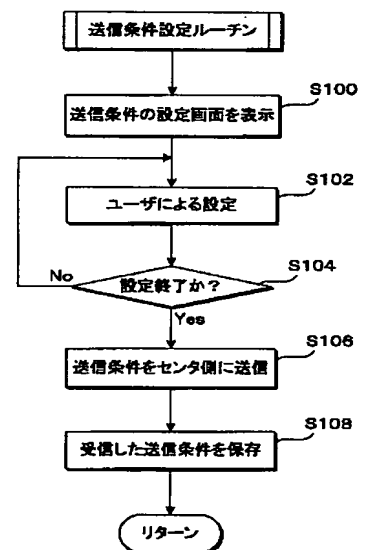 送信条件設定ルーチン
S100
送信条件の設定画面を表示
S102
ユーザによる設定
S104
No
設定終了か?
Yes
S106
送信条件をセンタ側に送信
S108
受信した送信条件を保存
リターン